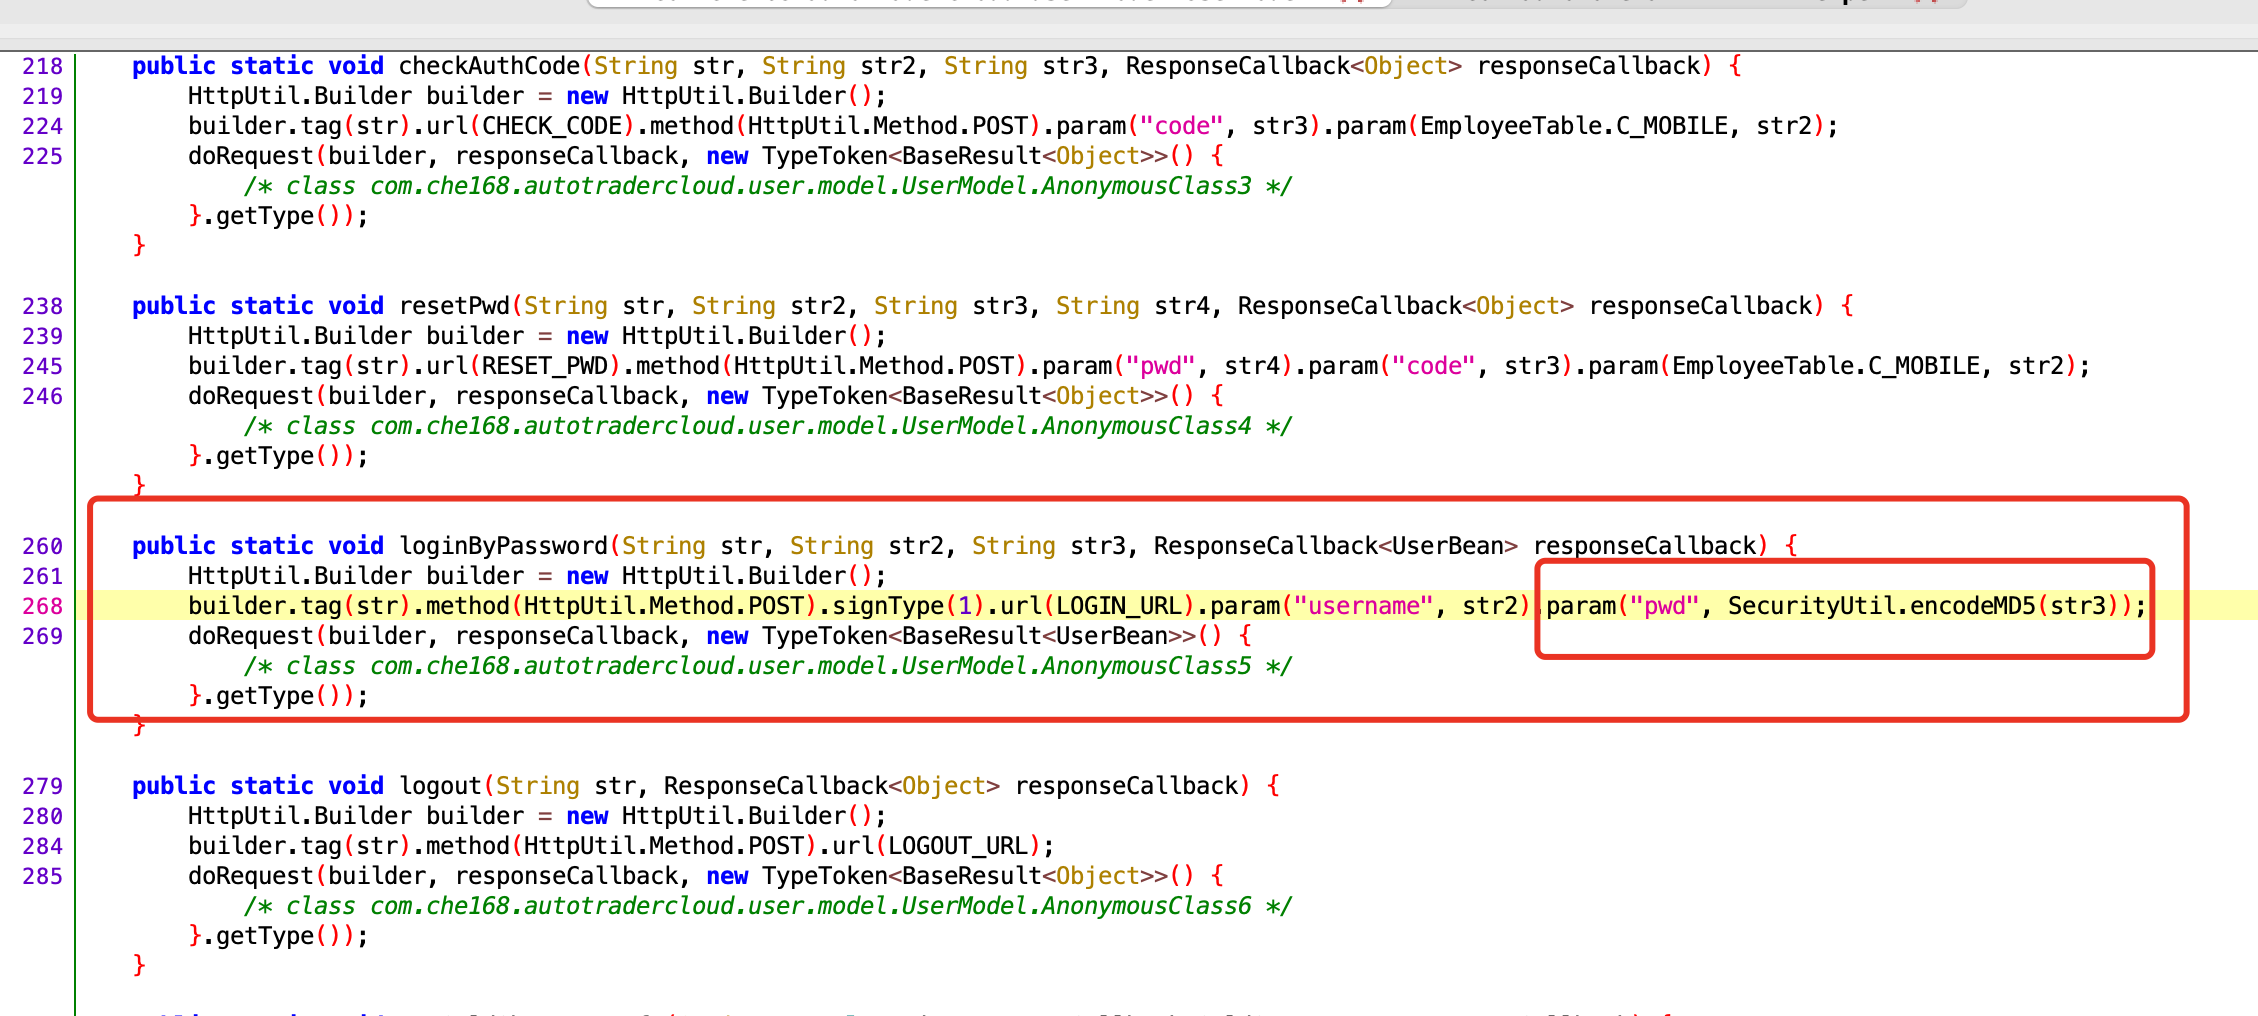 218 public static void checkAuthCode(String str, String str2, String str3, ResponseCallback<Object> responseCallback) {
219 HttpUtil.Builder builder = new HttpUtil.Builder();
224 builder.tag(str).url(CHECK_CODE).method(HttpUtil.Method.POST).param("code", str3).param(EmployeeTable.C_MOBILE, str2);
225 doRequest(builder, responseCallback, new TypeToken<BaseResult<Object>>() {
/* class com.che168.autotradercloud.user.model.UserModel.AnonymousClass3 */
}.getType());
}
238 public static void resetPwd(String str, String str2, String str3, String str4, ResponseCallback<Object> responseCallback) {
239 HttpUtil.Builder builder = new HttpUtil.Builder();
245 builder.tag(str).url(RESET_PWD).method(HttpUtil.Method.POST).param("pwd", str4).param("code", str3).param(EmployeeTable.C_MOBILE, str2);
246 doRequest(builder, responseCallback, new TypeToken<BaseResult<Object>>() {
/* class com.che168.autotradercloud.user.model.UserModel.AnonymousClass4 */
}.getType());
}
260 public static void loginByPassword(String str, String str2, String str3, ResponseCallback<UserBean> responseCallback) {
261 HttpUtil.Builder builder = new HttpUtil.Builder();
268 builder.tag(str).method(HttpUtil.Method.POST).signType(1).url(LOGIN_URL).param("username", str2).param("pwd", SecurityUtil.encodeMD5(str3));
269 doRequest(builder, responseCallback, new TypeToken<BaseResult<UserBean>>() {
/* class com.che168.autotradercloud.user.model.UserModel.AnonymousClass5 */
}.getType());
}
279 public static void logout(String str, ResponseCallback<Object> responseCallback) {
280 HttpUtil.Builder builder = new HttpUtil.Builder();
284 builder.tag(str).method(HttpUtil.Method.POST).url(LOGOUT_URL);
285 doRequest(builder, responseCallback, new TypeToken<BaseResult<Object>>() {
/* class com.che168.autotradercloud.user.model.UserModel.AnonymousClass6 */
}.getType());
}